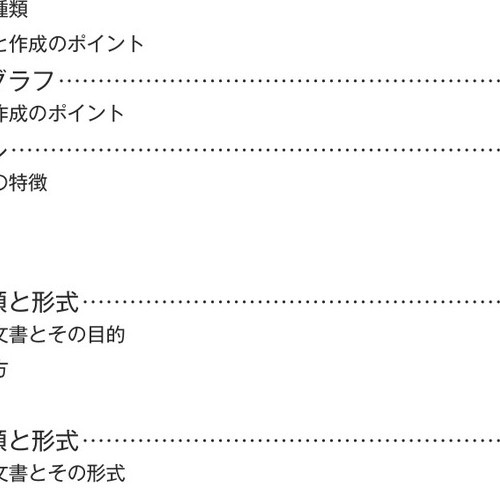 種類
と作成のポイント
グラフ……………………………………………………
作成のポイント
ン……………………………………………………
の特徴
類と形式……………………………………………
文書とその目的
方
類と形式……………………………………………
文書とその形式